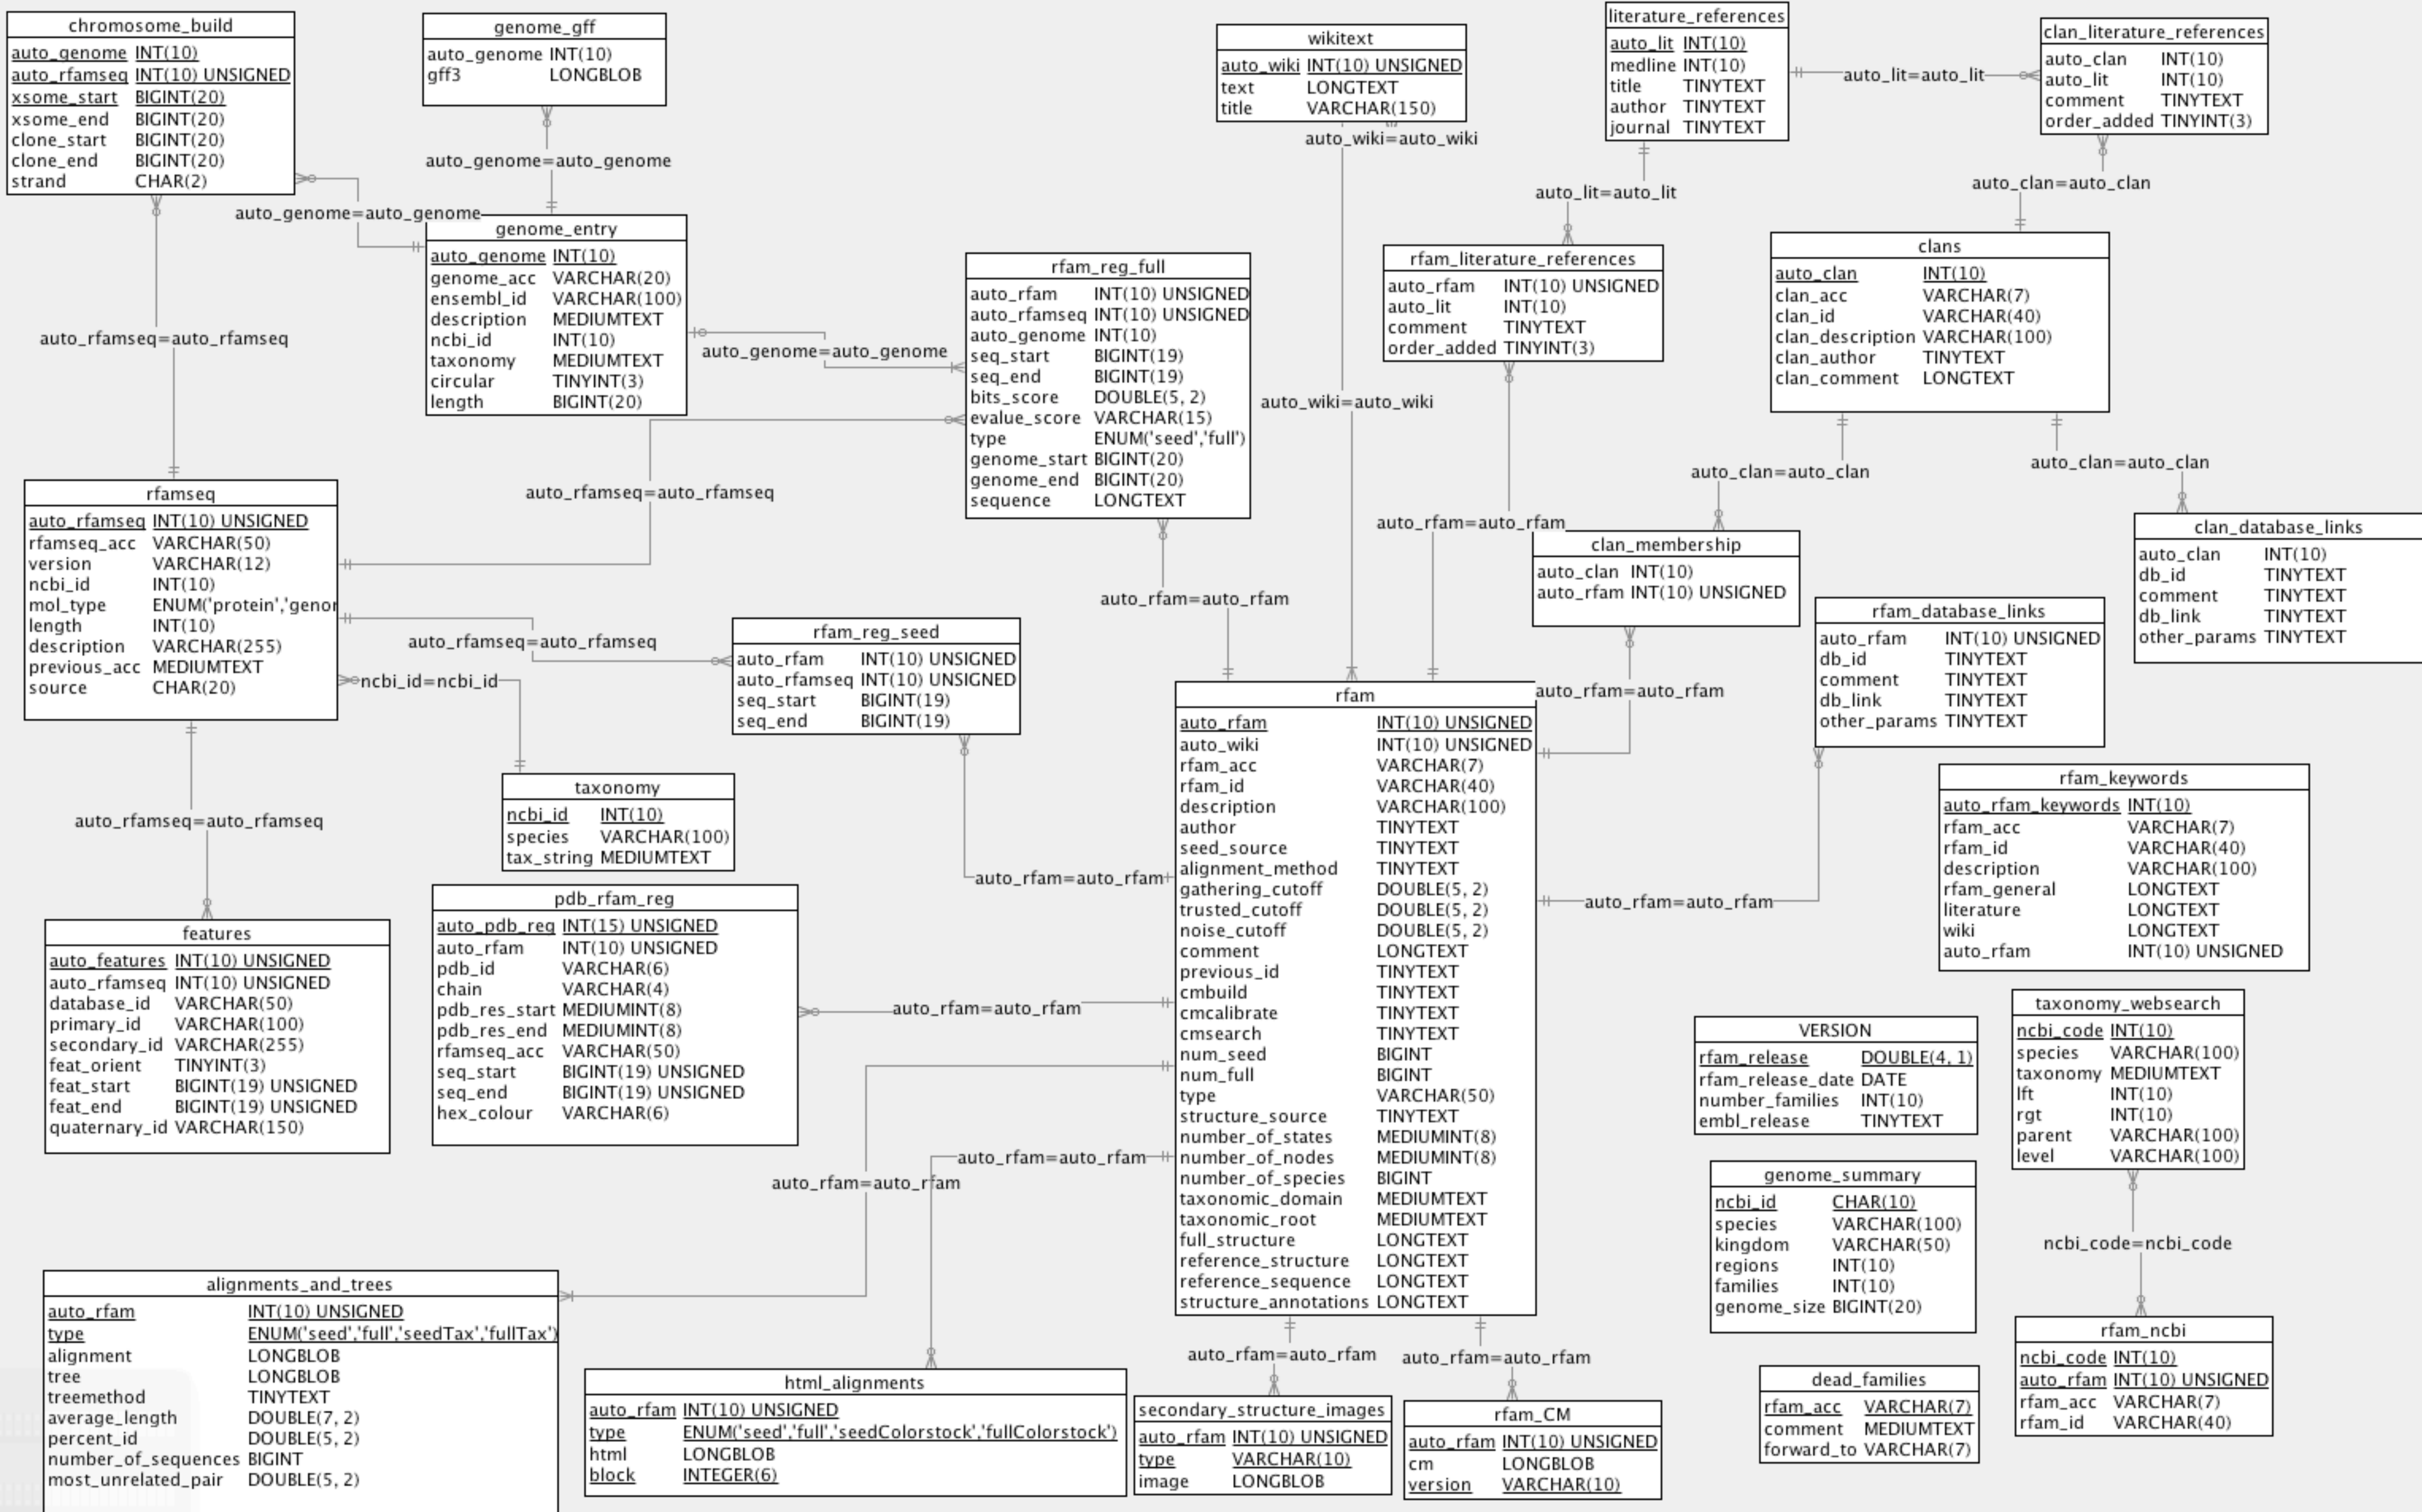 chromosome_build
auto_genome INT(10)
auto_rfamseq INT(10) UNSIGNED
xsome_start BIGINT(20)
xsome_end BIGINT(20)
clone_start BIGINT(20)
clone_end BIGINT(20)
strand CHAR(2)
genome_gff
auto_genome INT(10)
gff3 LONGBLOB
auto_genome=auto_genome
auto_genome=auto_genome
genome_entry
auto_genome INT(10)
genome_acc VARCHAR(20)
ensembl_id VARCHAR(100)
description MEDIUMTEXT
ncbi_id INT(10)
taxonomy MEDIUMTEXT
circular TINYINT(3)
length BIGINT(20)
auto_genome=auto_genome
wikitext
auto_wiki INT(10) UNSIGNED
text LONGTEXT
title VARCHAR(150)
auto_wiki=auto_wiki
auto_wiki=auto_wiki
literature_references
auto_lit INT(10)
medline INT(10)
title TINYTEXT
author TINYTEXT
journal TINYTEXT
auto_lit=auto_lit
auto_lit=auto_lit
clan_literature_references
auto_clan INT(10)
auto_lit INT(10)
comment TINYTEXT
order_added TINYINT(3)
auto_clan=auto_clan
rfam_reg_full
auto_rfam INT(10) UNSIGNED
auto_rfamseq INT(10) UNSIGNED
auto_genome INT(10)
seq_start BIGINT(19)
seq_end BIGINT(19)
bits_score DOUBLE(5, 2)
evalue_score VARCHAR(15)
type ENUM('seed','full')
genome_start BIGINT(20)
genome_end BIGINT(20)
sequence LONGTEXT
rfam_literature_references
auto_rfam INT(10) UNSIGNED
auto_lit INT(10)
comment TINYTEXT
order_added TINYINT(3)
clans
auto_clan INT(10)
clan_acc VARCHAR(7)
clan_id VARCHAR(40)
clan_description VARCHAR(100)
clan_author TINYTEXT
clan_comment LONGTEXT
auto_clan=auto_clan
auto_clan=auto_clan
auto_rfamseq=auto_rfamseq
auto_rfamseq=auto_rfamseq
auto_rfam=auto_rfam
auto_rfam=auto_rfam
rfamseq
auto_rfamseq INT(10) UNSIGNED
rfamseq_acc VARCHAR(50)
version VARCHAR(12)
ncbi_id INT(10)
mol_type ENUM('protein','genor
length INT(10)
description VARCHAR(255)
previous_acc MEDIUMTEXT
source CHAR(20)
auto_rfamseq=auto_rfamseq
ncbi_id=ncbi_id
rfam_reg_seed
auto_rfam INT(10) UNSIGNED
auto_rfamseq INT(10) UNSIGNED
seq_start BIGINT(19)
seq_end BIGINT(19)
clan_membership
auto_clan INT(10)
auto_rfam INT(10) UNSIGNED
auto_rfam=auto_rfam
clan_database_links
auto_clan INT(10)
db_id TINYTEXT
comment TINYTEXT
db_link TINYTEXT
other_params TINYTEXT
rfam_database_links
auto_rfam INT(10) UNSIGNED
db_id TINYTEXT
comment TINYTEXT
db_link TINYTEXT
other_params TINYTEXT
auto_rfam=auto_rfam
taxonomy
ncbi_id INT(10)
species VARCHAR(100)
tax_string MEDIUMTEXT
auto_rfamseq=auto_rfamseq
auto_rfam=auto_rfam
rfam
auto_rfam INT(10) UNSIGNED
auto_wiki INT(10) UNSIGNED
rfam_acc VARCHAR(7)
rfam_id VARCHAR(40)
description VARCHAR(100)
author TINYTEXT
seed_source TINYTEXT
alignment_method TINYTEXT
gathering_cutoff DOUBLE(5, 2)
trusted_cutoff DOUBLE(5, 2)
noise_cutoff DOUBLE(5, 2)
comment LONGTEXT
previous_id TINYTEXT
cmbuild TINYTEXT
cmcalibrate TINYTEXT
cmsearch TINYTEXT
num_seed BIGINT
num_full BIGINT
type VARCHAR(50)
structure_source TINYTEXT
number_of_states MEDIUMINT(8)
number_of_nodes MEDIUMINT(8)
number_of_species BIGINT
taxonomic_domain MEDIUMTEXT
taxonomic_root MEDIUMTEXT
full_structure LONGTEXT
reference_structure LONGTEXT
reference_sequence LONGTEXT
structure_annotations LONGTEXT
rfam_keywords
auto_rfam_keywords INT(10)
rfam_acc VARCHAR(7)
rfam_id VARCHAR(40)
description VARCHAR(100)
rfam_general LONGTEXT
literature LONGTEXT
wiki LONGTEXT
auto_rfam INT(10) UNSIGNED
features
auto_features INT(10) UNSIGNED
auto_rfamseq INT(10) UNSIGNED
database_id VARCHAR(50)
primary_id VARCHAR(100)
secondary_id VARCHAR(255)
feat_orient TINYINT(3)
feat_start BIGINT(19) UNSIGNED
feat_end BIGINT(19) UNSIGNED
quaternary_id VARCHAR(150)
pdb_rfam_reg
auto_pdb_reg INT(15) UNSIGNED
auto_rfam INT(10) UNSIGNED
pdb_id VARCHAR(6)
chain VARCHAR(4)
pdb_res_start MEDIUMINT(8)
pdb_res_end MEDIUMINT(8)
rfamseq_acc VARCHAR(50)
seq_start BIGINT(19) UNSIGNED
seq_end BIGINT(19) UNSIGNED
hex_colour VARCHAR(6)
auto_rfam=auto_rfam
auto_rfam=auto_rfam
auto_rfam=auto_rfam
VERSION
rfam_release DOUBLE(4, 1)
rfam_release_date DATE
number_families INT(10)
embl_release TINYTEXT
taxonomy_websearch
ncbi_code INT(10)
species VARCHAR(100)
taxonomy MEDIUMTEXT
lft INT(10)
rgt INT(10)
parent VARCHAR(100)
level VARCHAR(100)
ncbi_code=ncbi_code
genome_summary
ncbi_id CHAR(10)
species VARCHAR(100)
kingdom VARCHAR(50)
regions INT(10)
families INT(10)
genome_size BIGINT(20)
alignments_and_trees
auto_rfam INT(10) UNSIGNED
type ENUM('seed','full','seedTax','fullTax')
alignment LONGBLOB
tree LONGBLOB
treemethod TINYTEXT
average_length DOUBLE(7, 2)
percent_id DOUBLE(5, 2)
number_of_sequences BIGINT
most_unrelated_pair DOUBLE(5, 2)
html_alignments
auto_rfam INT(10) UNSIGNED
type ENUM('seed','full','seedColorstock','fullColorstock')
html LONGBLOB
block INTEGER(6)
auto_rfam=auto_rfam
auto_rfam=auto_rfam
secondary_structure_images
auto_rfam INT(10) UNSIGNED
type VARCHAR(10)
image LONGBLOB
rfam_CM
auto_rfam INT(10) UNSIGNED
cm LONGBLOB
version VARCHAR(10)
dead_families
rfam_acc VARCHAR(7)
comment MEDIUMTEXT
forward_to VARCHAR(7)
rfam_ncbi
ncbi_code INT(10)
auto_rfam INT(10) UNSIGNED
rfam_acc VARCHAR(7)
rfam_id VARCHAR(40)